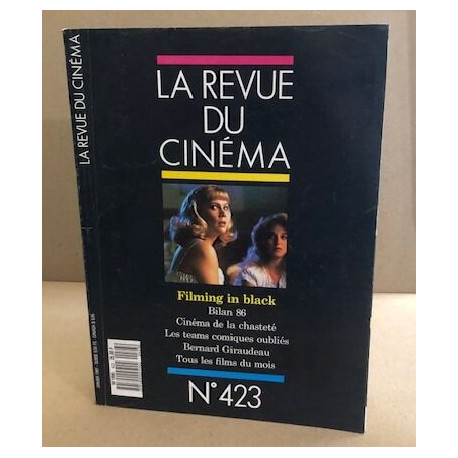 LA REVUE DU CINÉMA
LA REVUE
DU
CINÉMA
Filming in black
Bilan 86
Cinéma de la chasteté
Les teams comiques oubliés
Bernard Giraudeau
Tous les films du mois
N° 423